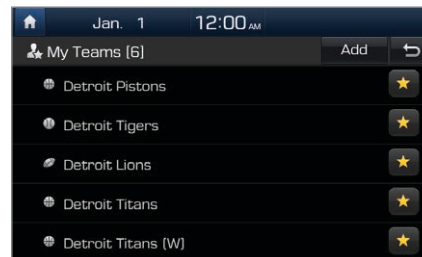 Jan. 1 12:00 AM
My Teams (6) Add
Detroit Pistons
Detroit Tigers
Detroit Lions
Detroit Titans
Detroit Titans (W)